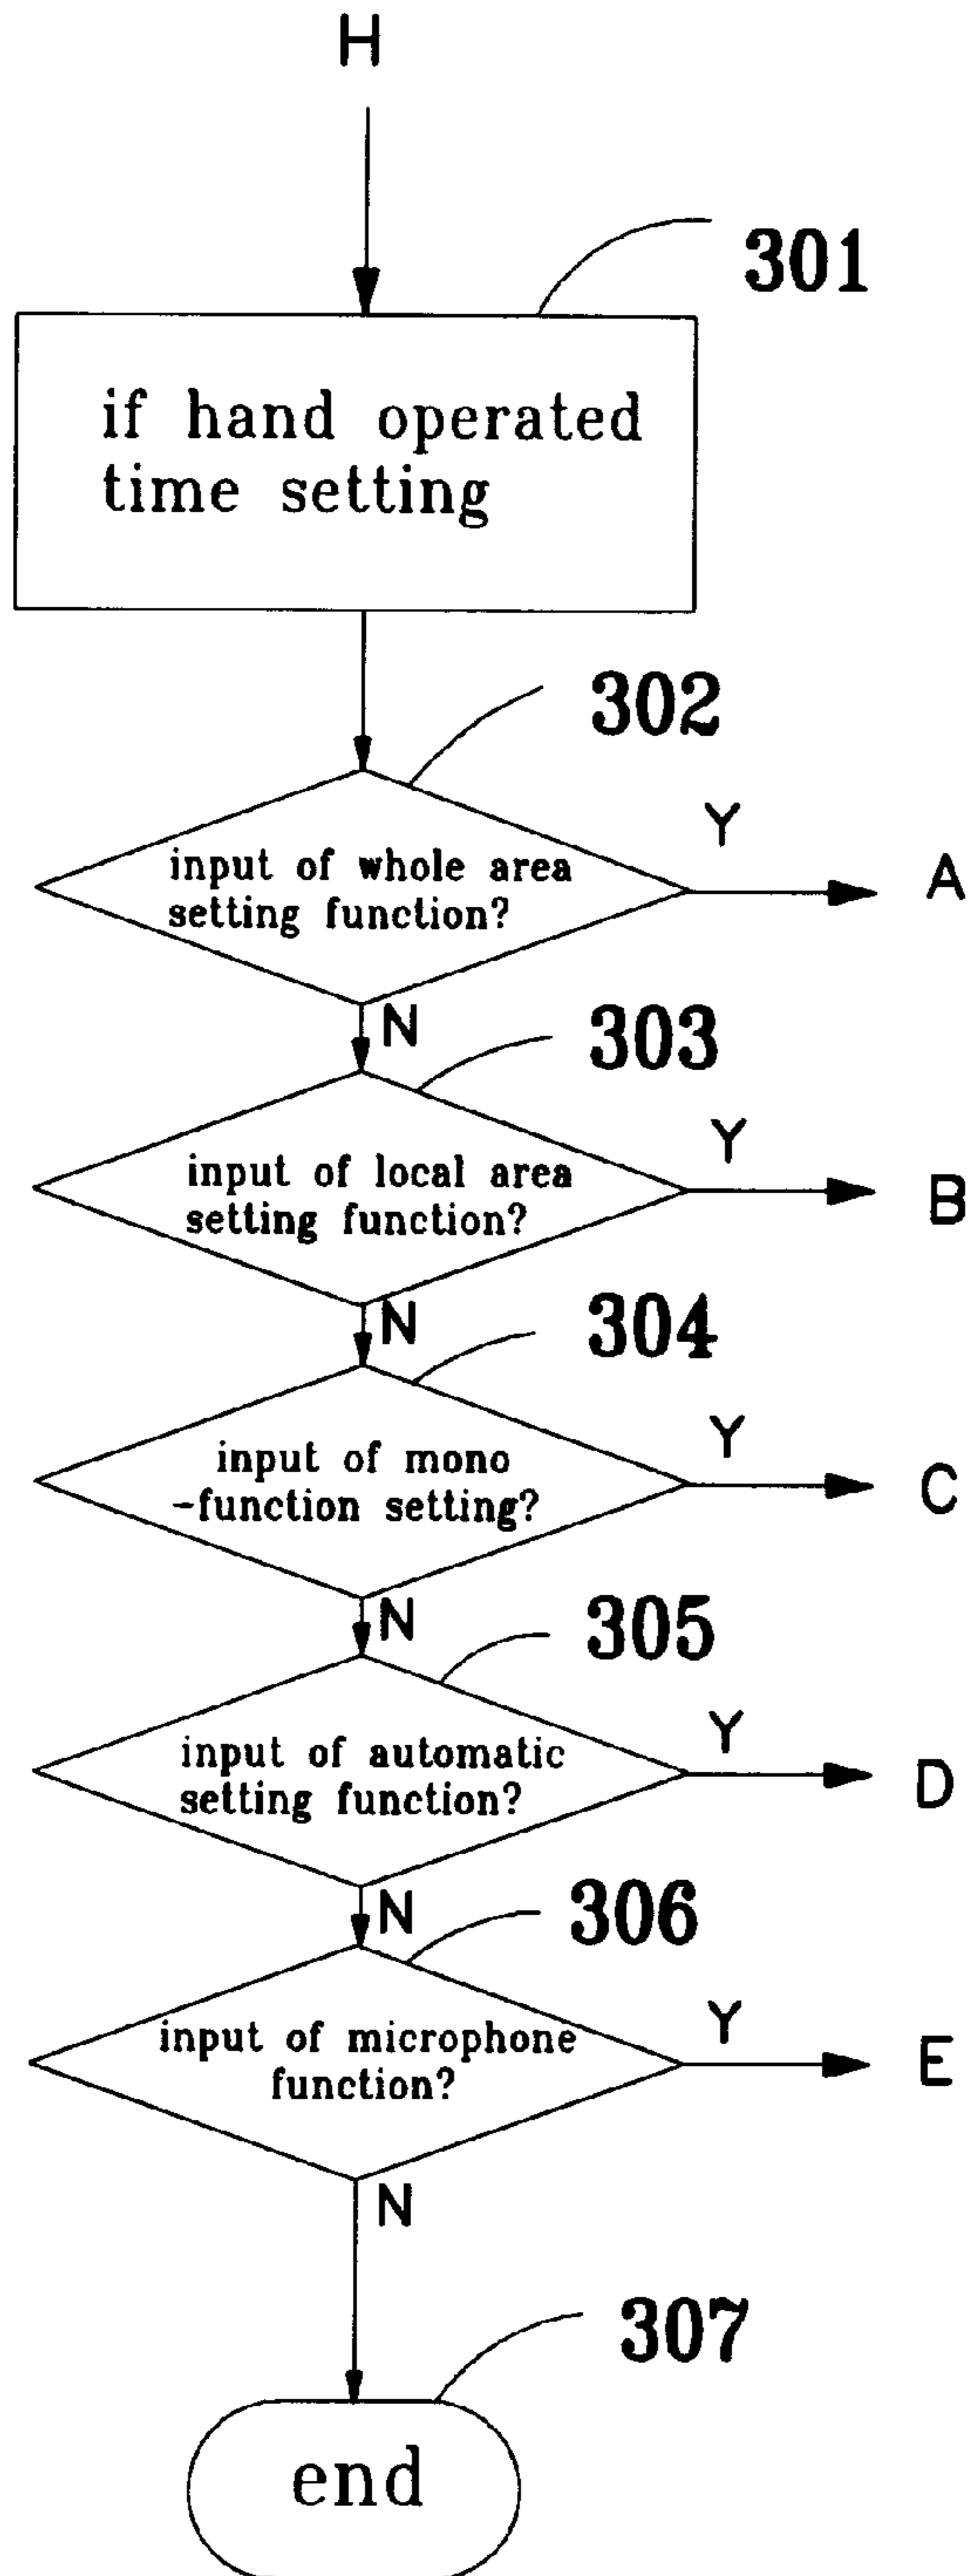 H
301
if hand operated
time setting
302
input of whole area
setting function?
Y
A
N
303
input of local area
setting function?
Y
B
N
304
input of mono
-function setting?
Y
C
N
305
input of automatic
setting function?
Y
D
N
306
input of microphone
function?
Y
E
N
307
end